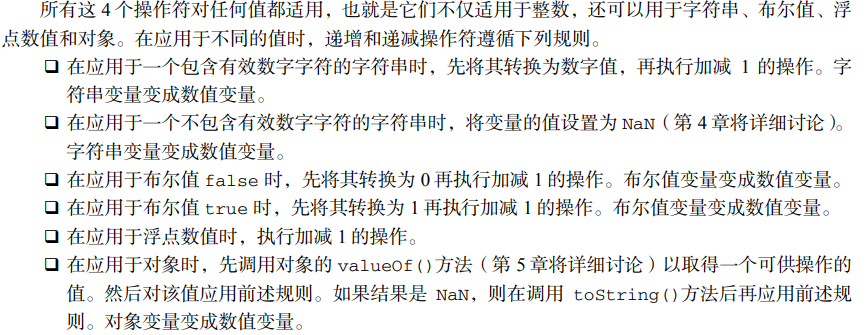 所有这 4 个操作符对任何值都适用，也就是它们不仅适用于整数，还可以用于字符串、布尔值、浮
点数值和对象。在应用于不同的值时，递增和递减操作符遵循下列规则。
❑ 在应用于一个包含有效数字字符的字符串时，先将其转换为数字值，再执行加减 1 的操作。字
符串变量变成数值变量。
❑ 在应用于一个不包含有效数字字符的字符串时，将变量的值设置为 NaN（第 4 章将详细讨论）。
字符串变量变成数值变量。
❑ 在应用于布尔值 false 时，先将其转换为 0 再执行加减 1 的操作。布尔值变量变成数值变量。
❑ 在应用于布尔值 true 时，先将其转换为 1 再执行加减 1 的操作。布尔值变量变成数值变量。
❑ 在应用于浮点数值时，执行加减 1 的操作。
❑ 在应用于对象时，先调用对象的 valueOf()方法（第 5 章将详细讨论）以取得一个可供操作的
值。然后对该值应用前述规则。如果结果是 NaN，则在调用 toString()方法后再应用前述规
则。对象变量变成数值变量。